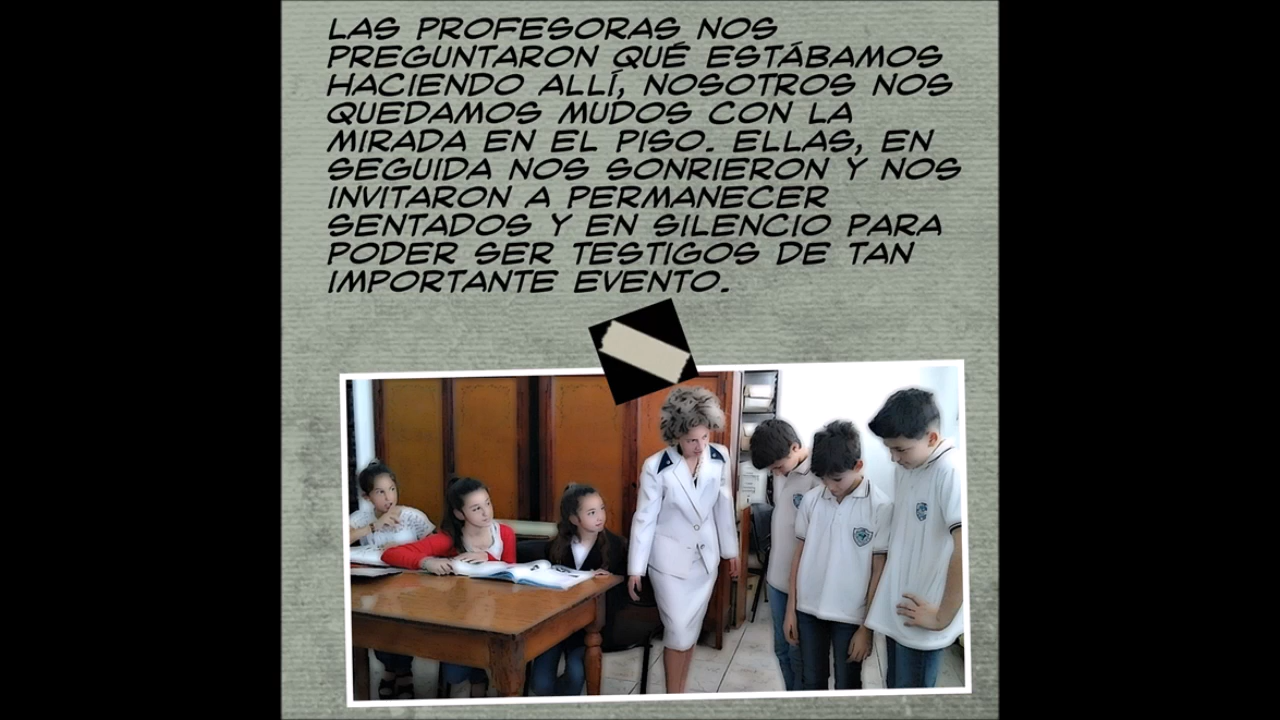 LAS PROFESORAS NOS
PREGUNTARON QUÉ ESTÁBAMOS
HACIENDO ALLÍ, NOSOTROS NOS
QUEDAMOS MUDOS CON LA
MIRADA EN EL PISO. ELLAS, EN
SEGUIDA NOS SONRIERON Y NOS
INVITARON A PERMANECER
SENTADOS Y EN SILENCIO PARA
PODER SER TESTIGOS DE TAN
IMPORTANTE EVENTO.